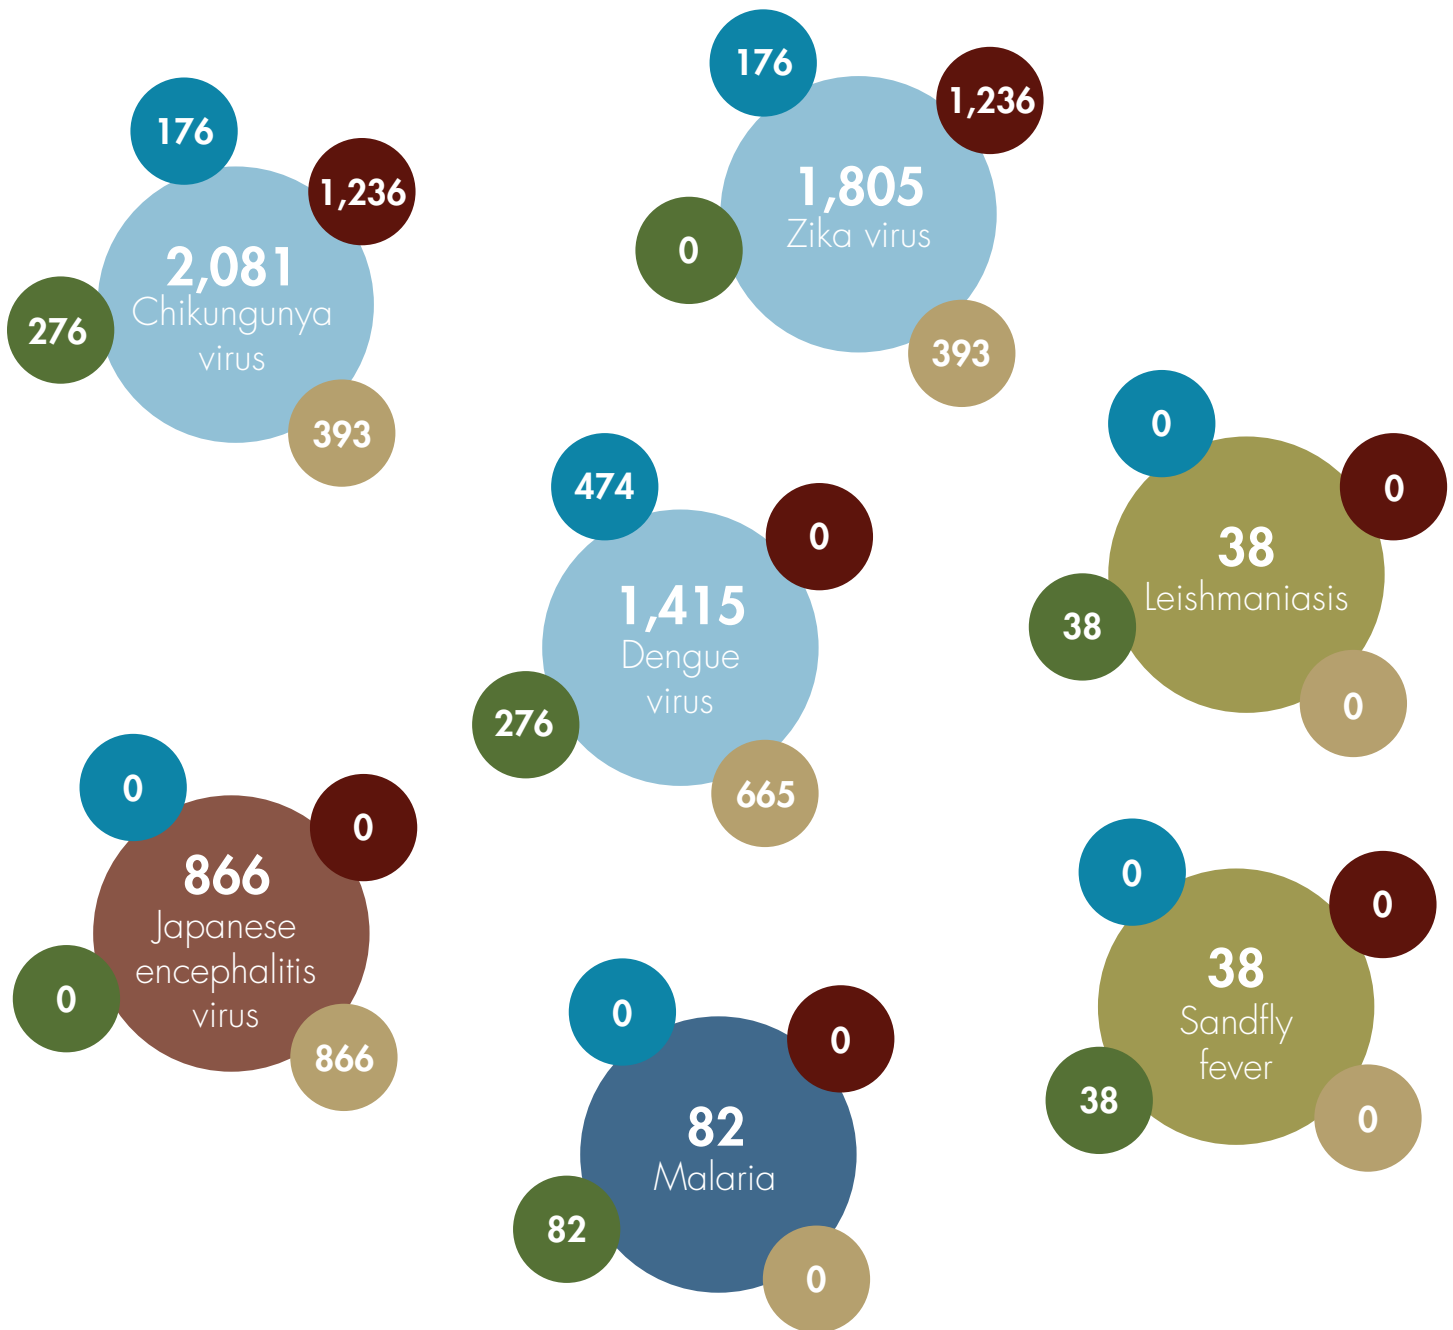 176
1,236
2,081
Chikungunya
virus
276
393
176
1,236
1,805
Zika virus
0
393
474
0
1,415
Dengue
virus
276
665
0
0
38
Leishmaniasis
38
0
0
0
866
Japanese
encephalitis
virus
0
866
0
0
82
Malaria
82
0
0
0
38
Sandfly
fever
38
0